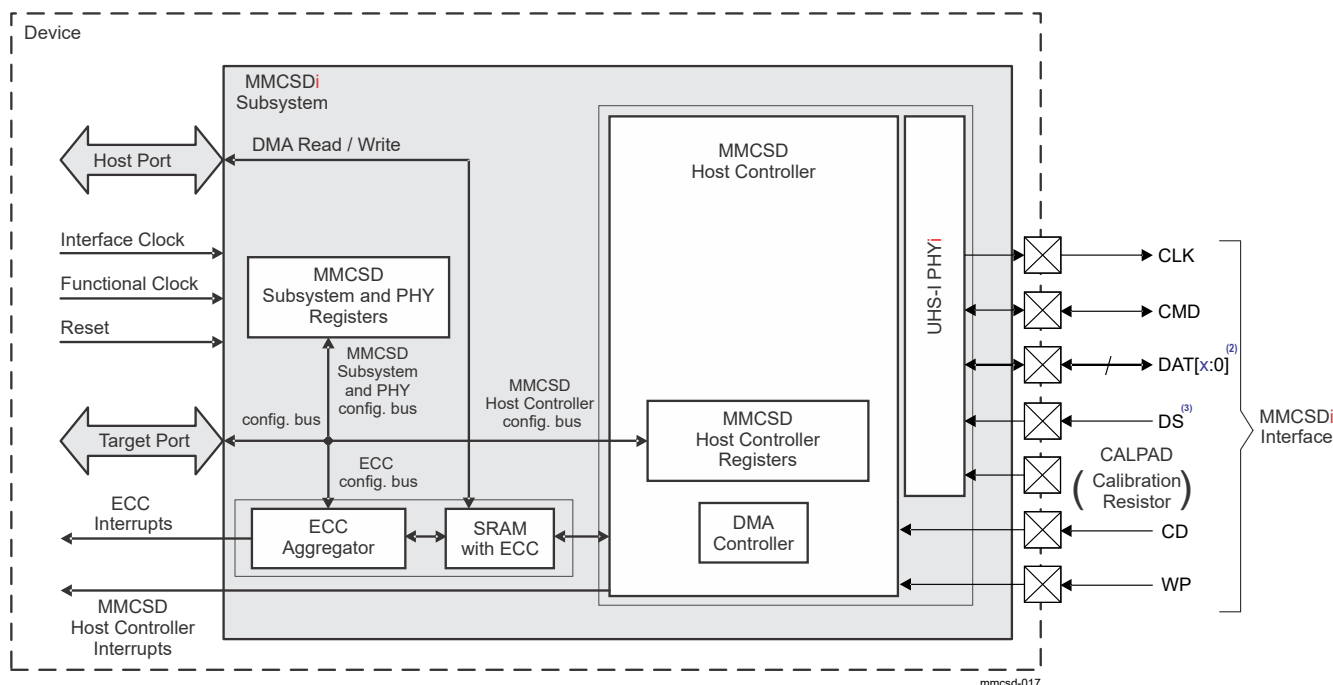 Device
MMCSDi
Subsystem
Host Port
DMA Read / Write
MMCSD
Host Controller
UHS-I PHYi
Interface Clock
Functional Clock
Reset
MMCSD
Subsystem and PHY
Registers
MMCSD
Subsystem
and PHY
config. bus
MMCSD
Host Controller
config. bus
config. bus
Target Port
MMCSD
Host Controller
Registers
ECC
config. bus
ECC
Interrupts
ECC
Aggregator
SRAM
with ECC
DMA
Controller
MMCSD
Host Controller
Interrupts
CLK
CMD
DAT[x:0](2)
DS(3)
CALPAD
(Calibration
Resistor)
CD
WP
MMCSDi
Interface
mmcsd-017